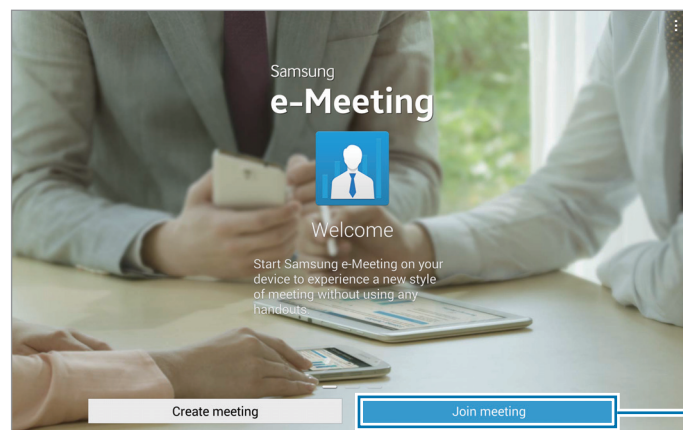 Samsung
e-Meeting
Welcome
Start Samsung e-Meeting on your
device to experience a new style
of meeting without using any
handouts.
Create meeting
Join meeting